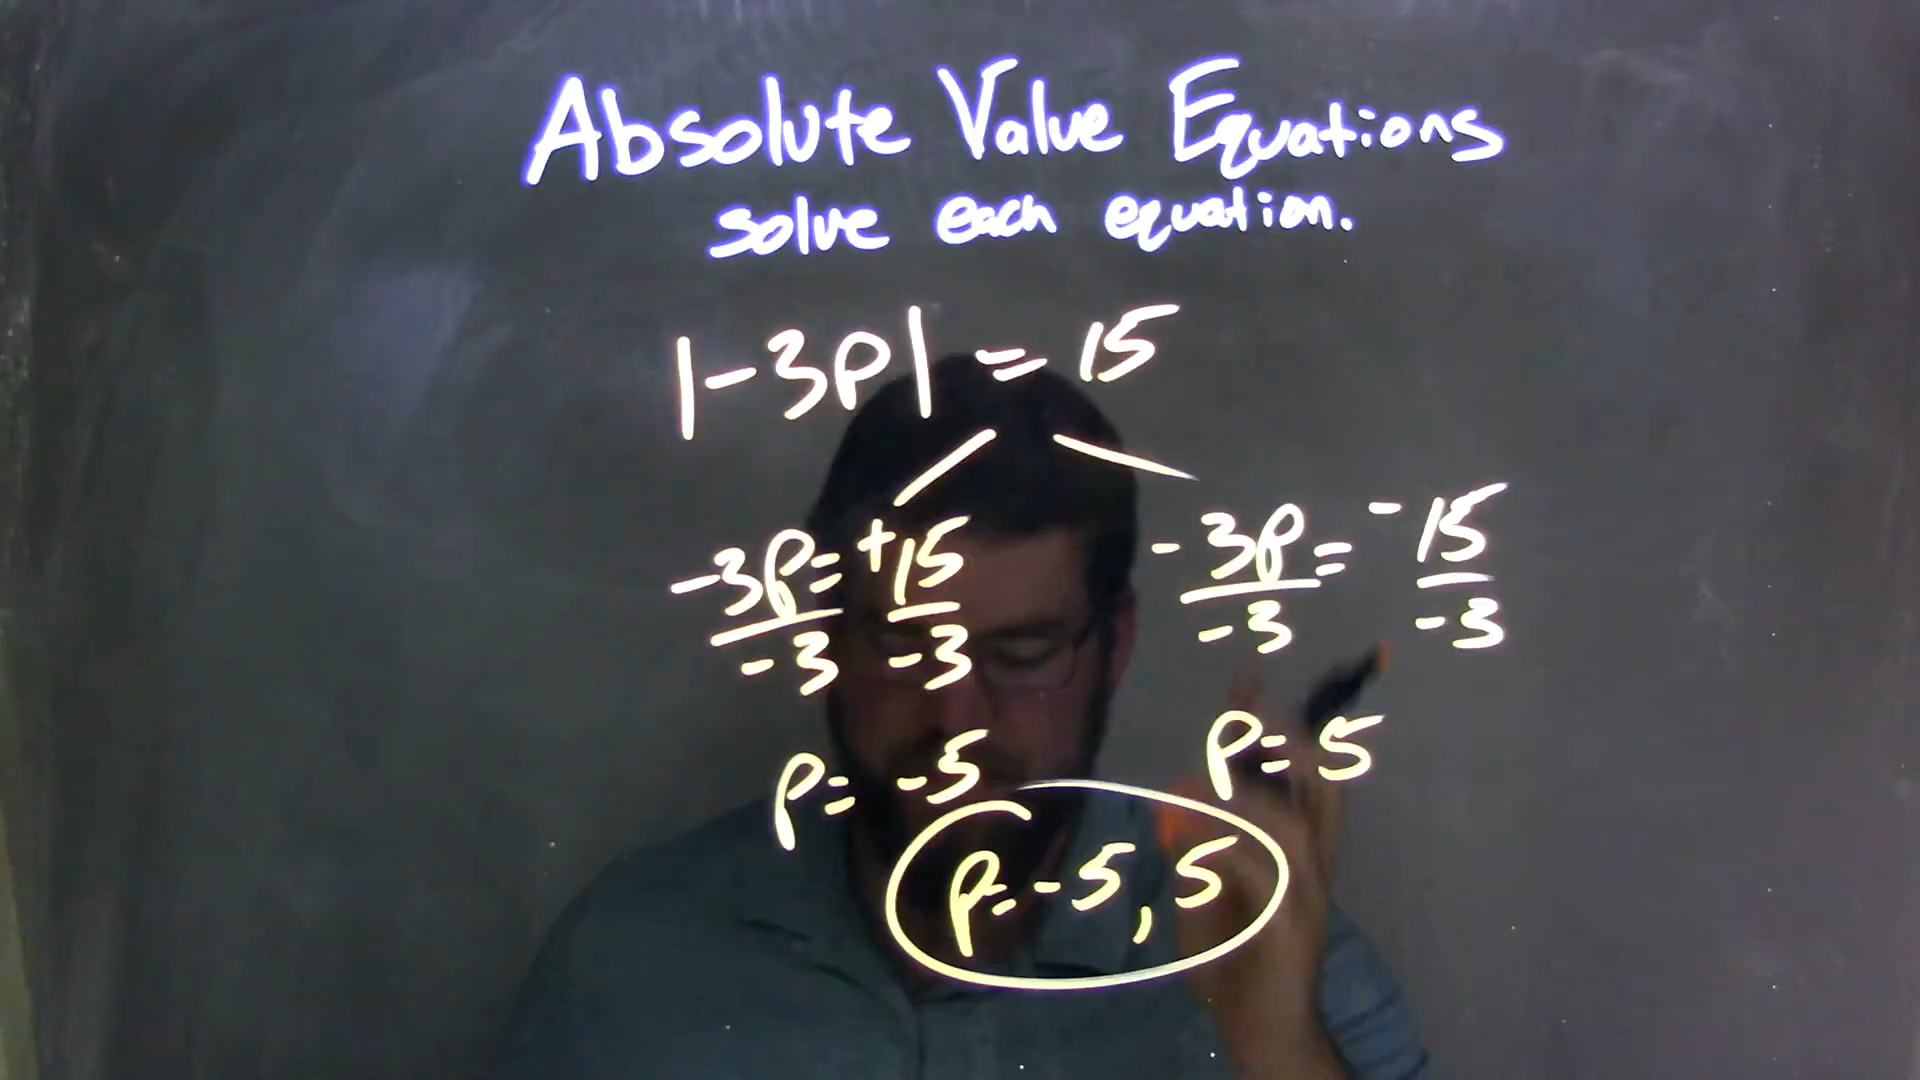 Absolute Value Equations
solve each equation.
|-3p| = 15
-3p = +15 -3p = -15
-3 -3 -3 -3
p = -5 p = 5
p = -5, 5